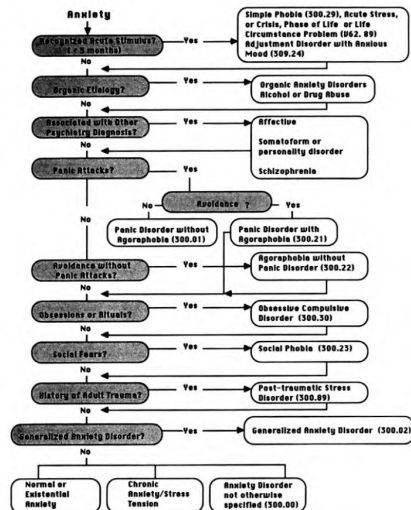 Anxiety
Recognized Acute Stimulus?
(<3 months)
Yes
Simple Phobia (300.29), Acute Stress,
or Crisis, Phase of Life or Life
Circumstance Problem (V62.89)
Adjustment Disorder with Anxious
Mood (309.24)
No
Organic Etiology?
Yes
Organic Anxiety Disorders
Alcohol or Drug Abuse
No
Associated with Other
Psychiatry Diagnosis?
Yes
Affective
Somatoform or
personality disorder
Schizophrenia
No
Panic Attacks?
Yes
No
Avoidance ?
Yes
No
Panic Disorder without
Agoraphobia (300.01)
Panic Disorder with
Agoraphobia (300.21)
Avoidance without
Panic Attacks?
Yes
Agoraphobia without
Panic Disorder (300.22)
No
Obsessions or Rituals?
Yes
Obsessive Compulsive
Disorder (300.30)
No
Social Fears?
Yes
Social Phobia (300.23)
No
History of Adult Trauma?
Yes
Post-traumatic Stress
Disorder (300.89)
No
Generalized Anxiety Disorder?
Yes
Generalized Anxiety Disorder (300.02)
No
Normal or
Existential
Anxiety
Chronic
Anxiety/Stress
Tension
Anxiety Disorder
not otherwise
specified (300.00)